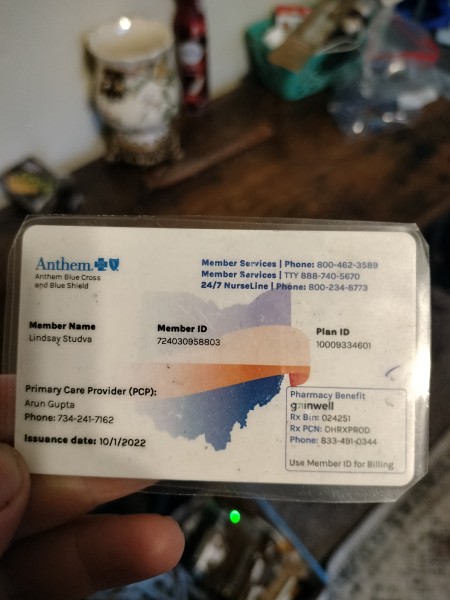 Anthem
Anthem Blue Cross
and Blue Shield
Member Services | Phone: 800-462-3589
Member Services | TTY 888-740-5670
24/7 NurseLine | Phone: 800-234-8773
Member Name
Lindsay Studva
Member ID
724030958803
Plan ID
10009334601
Primary Care Provider (PCP):
Arun Gupta
Phone: 734-241-7162
Issuance date: 10/1/2022
Pharmacy Benefit
gainwell
Rx Bin: 024251
Rx PCN: OHRXPROD
Phone: 833-491-0344
Use Member ID for Billing